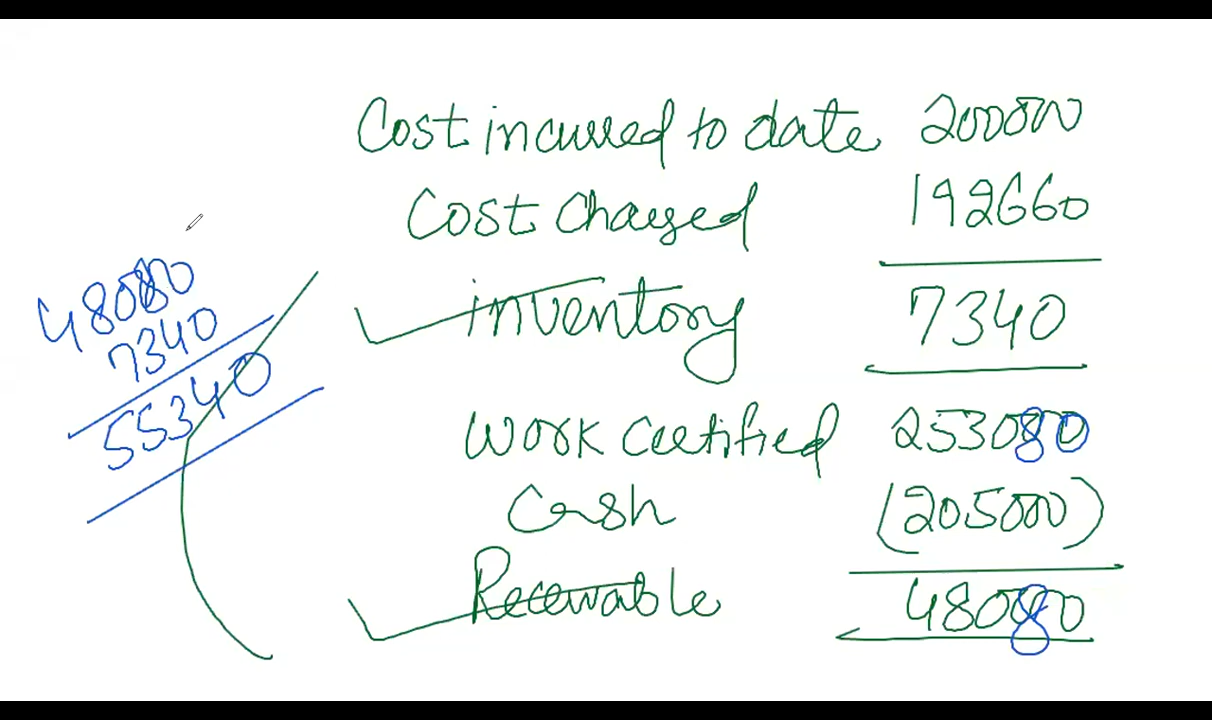 Cost incurred to date 200000
Cost Charged 192660
inventory 7340
Work Certified 253080
Cash (205000)
Receivable 48080
48080
7340
55340